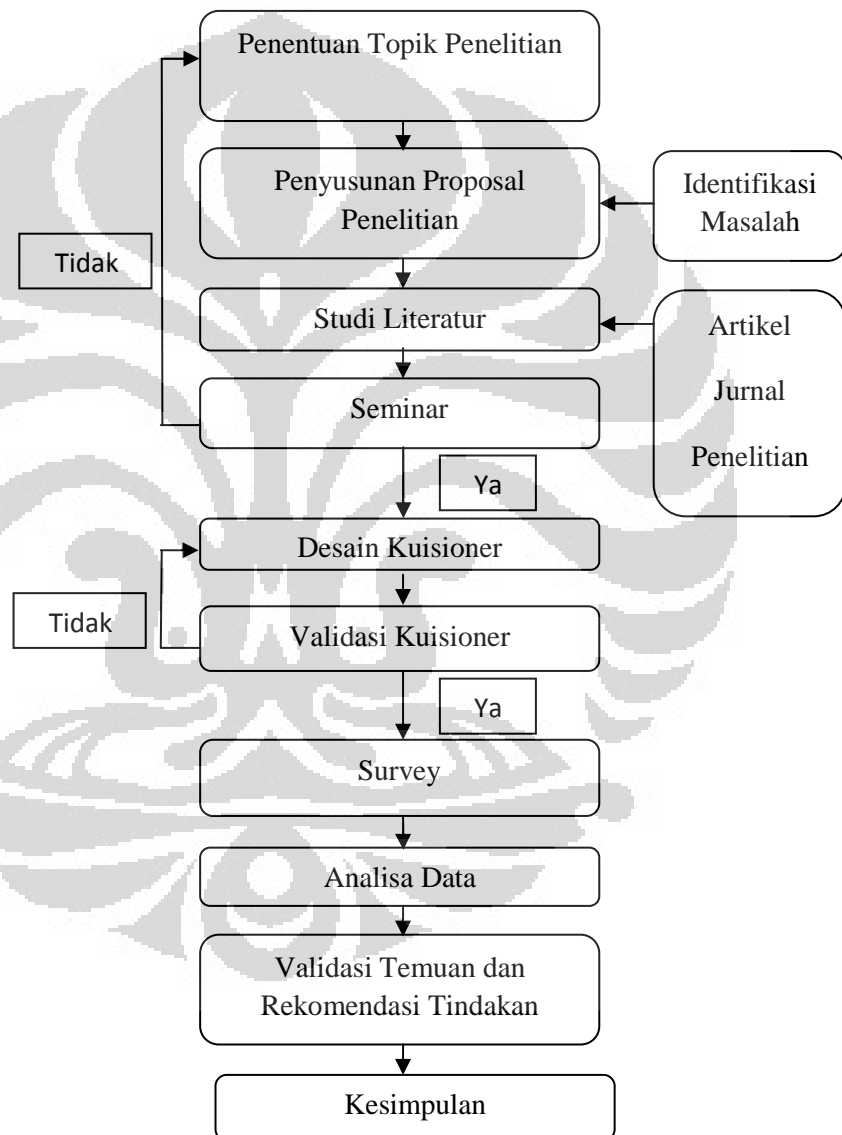 Penentuan Topik Penelitian
Penyusunan Proposal
Penelitian
Identifikasi
Masalah
Tidak
Studi Literatur
Artikel
Jurnal
Penelitian
Seminar
Ya
Desain Kuisioner
Tidak
Validasi Kuisioner
Ya
Survey
Analisa Data
Validasi Temuan dan
Rekomendasi Tindakan
Kesimpulan